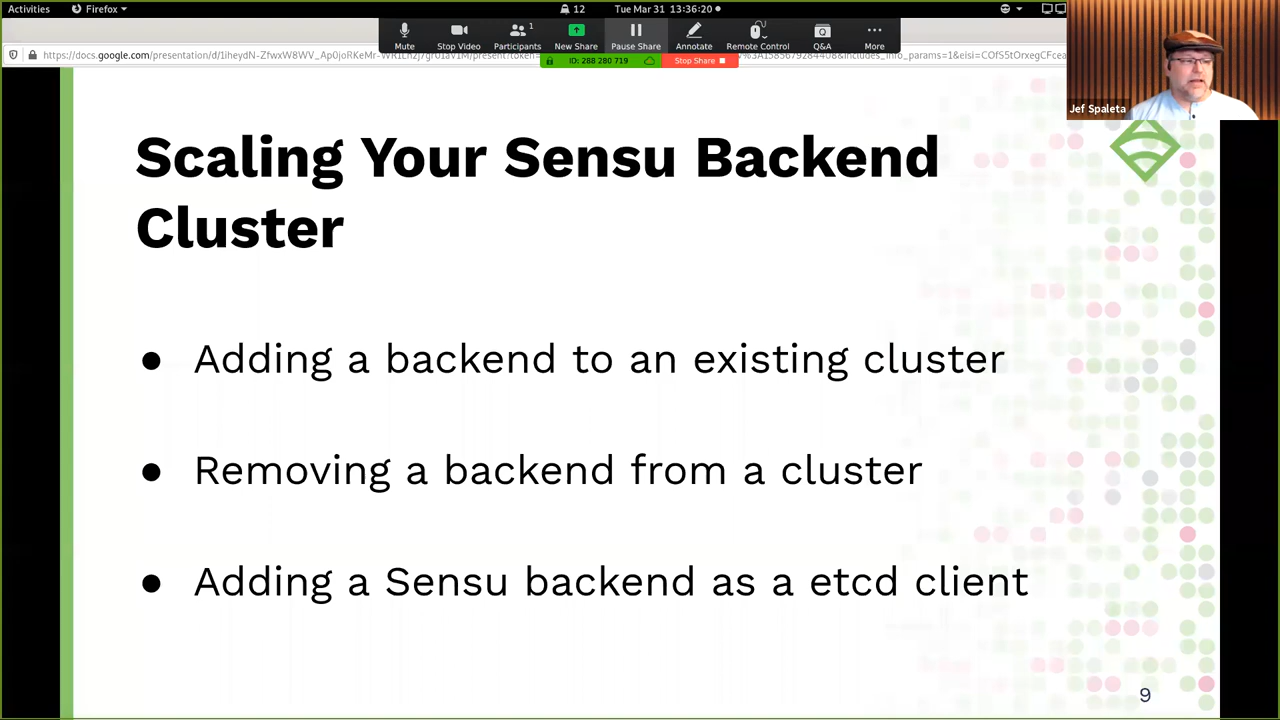 Activities
Firefox
12
Tue Mar 31 13:36:20
1
Mute
Stop Video
Participants
New Share
Pause Share
Annotate
Remote Control
Q&A
More
ID: 288 280 719
Stop Share
Jef Spaleta
Scaling Your Sensu Backend
Cluster
● Adding a backend to an existing cluster
● Removing a backend from a cluster
● Adding a Sensu backend as a etcd client
9